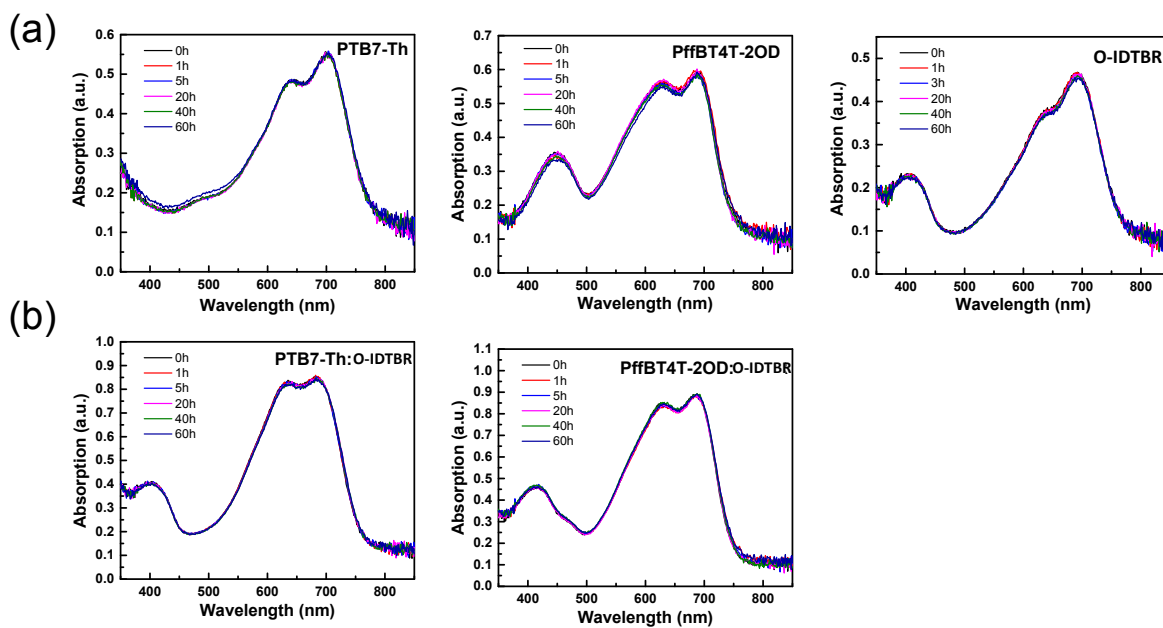 (a)
PTB7-Th
0h
1h
5h
20h
40h
60h
Absorption (a.u.)
0.6
0.5
0.4
0.3
0.2
0.1
0.0
400 500 600 700 800
Wavelength (nm)
PffBT4T-2OD
0h
1h
5h
20h
40h
60h
Absorption (a.u.)
0.7
0.6
0.5
0.4
0.3
0.2
0.1
0.0
400 500 600 700 800
Wavelength (nm)
O-IDTBR
0h
1h
3h
20h
40h
60h
Absorption (a.u.)
0.5
0.4
0.3
0.2
0.1
0.0
400 500 600 700 800
Wavelength (nm)
(b)
PTB7-Th:O-IDTBR
0h
1h
5h
20h
40h
60h
Absorption (a.u.)
1.0
0.9
0.8
0.7
0.6
0.5
0.4
0.3
0.2
0.1
0.0
400 500 600 700 800
Wavelength (nm)
PffBT4T-2OD:O-IDTBR
0h
1h
5h
20h
40h
60h
Absorption (a.u.)
1.1
1.0
0.9
0.8
0.7
0.6
0.5
0.4
0.3
0.2
0.1
0.0
400 500 600 700 800
Wavelength (nm)